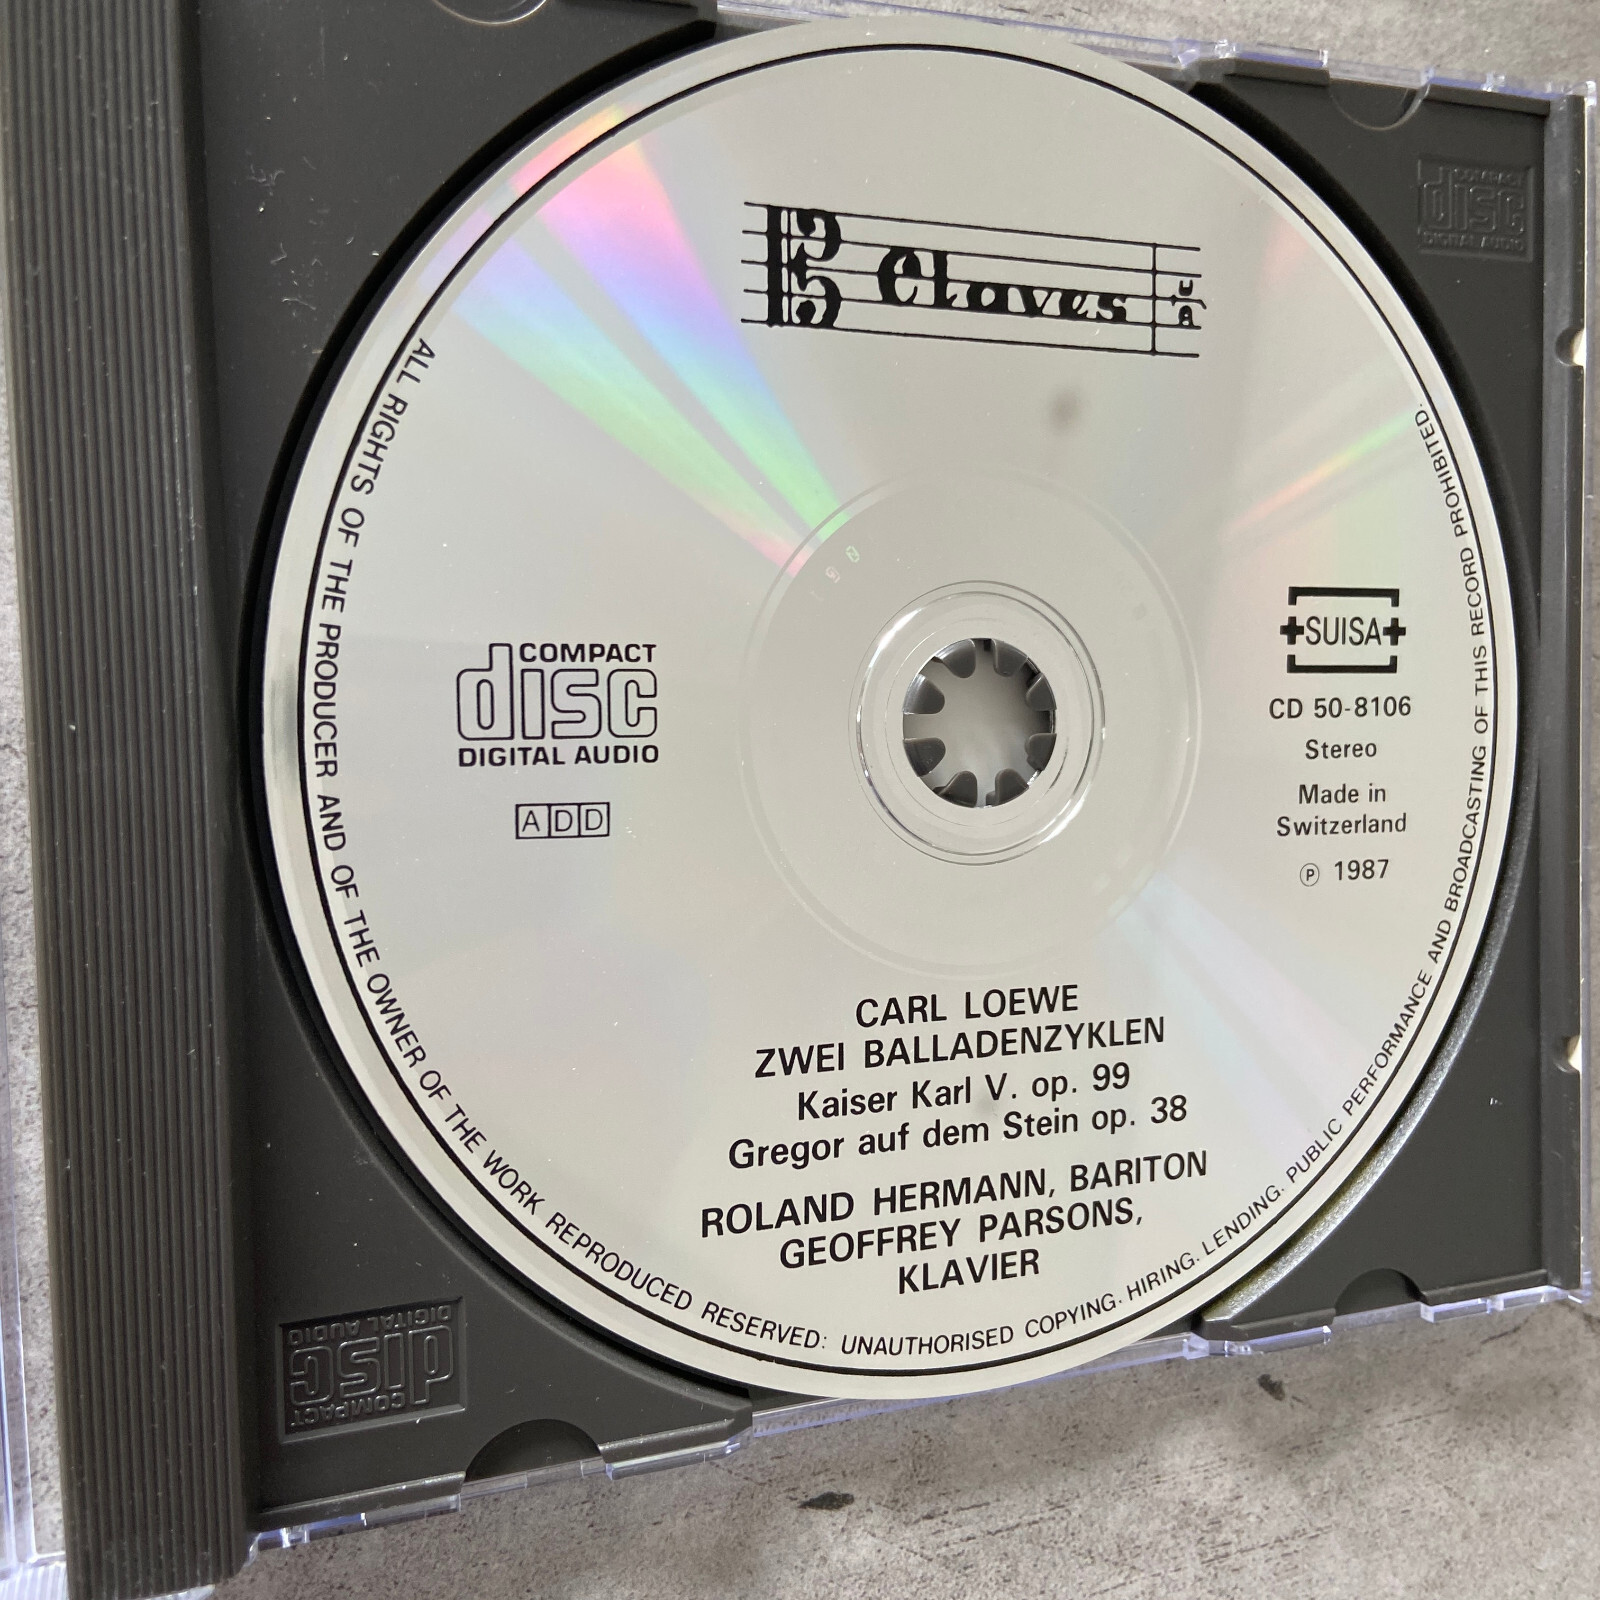 Claves
COMPACT
disc
DIGITAL AUDIO
ADD
SUISA
CD 50-8106
Stereo
Made in
Switzerland
℗ 1987
CARL LOEWE
ZWEI BALLADENZYKLEN
Kaiser Karl V. op. 99
Gregor auf dem Stein op. 38
ROLAND HERMANN, BARITON
GEOFFREY PARSONS,
KLAVIER
ALL RIGHTS OF THE PRODUCER AND OF THE OWNER OF THE WORK REPRODUCED RESERVED: UNAUTHORISED COPYING. HIRING. LENDING. PUBLIC PERFORMANCE AND BROADCASTING OF THIS RECORD PROHIBITED.
COMPACT
disc
DIGITAL AUDIO
COMPACT
disc
DIGITAL AUDIO